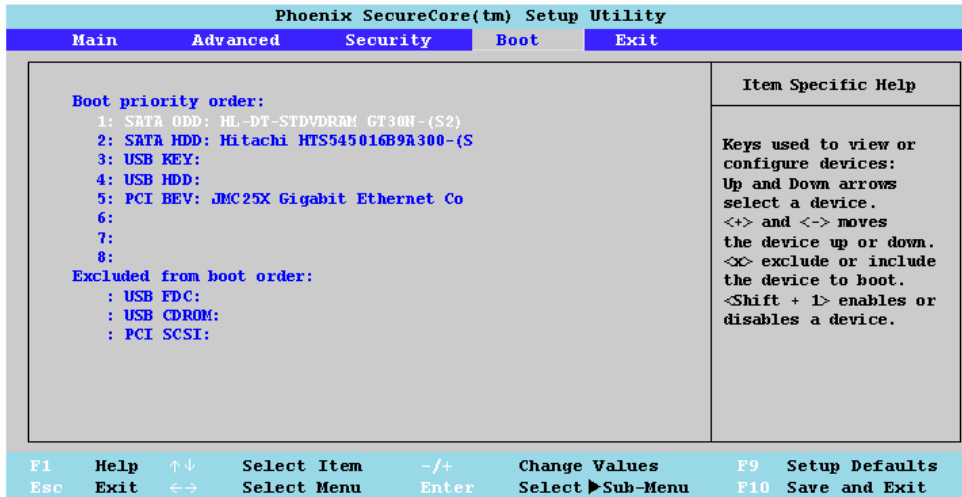 Phoenix SecureCore(tm) Setup Utility
Main Advanced Security Boot Exit
Boot priority order:
1: SATA ODD: HL-DT-STDVDRAM GT30N-(S2)
2: SATA HDD: Hitachi HTS545016B9A300-(S
3: USB KEY:
4: USB HDD:
5: PCI BEV: JMC25X Gigabit Ethernet Co
6:
7:
8:
Excluded from boot order:
: USB FDC:
: USB CDROM:
: PCI SCSI:
Item Specific Help
Keys used to view or
configure devices:
Up and Down arrows
select a device.
<+> and <-> moves
the device up or down.
<x> exclude or include
the device to boot.
<Shift + 1> enables or
disables a device.
F1 Help ↑↓ Select Item -/+ Change Values F9 Setup Defaults
Esc Exit ←→ Select Menu Enter Select ▶Sub-Menu F10 Save and Exit